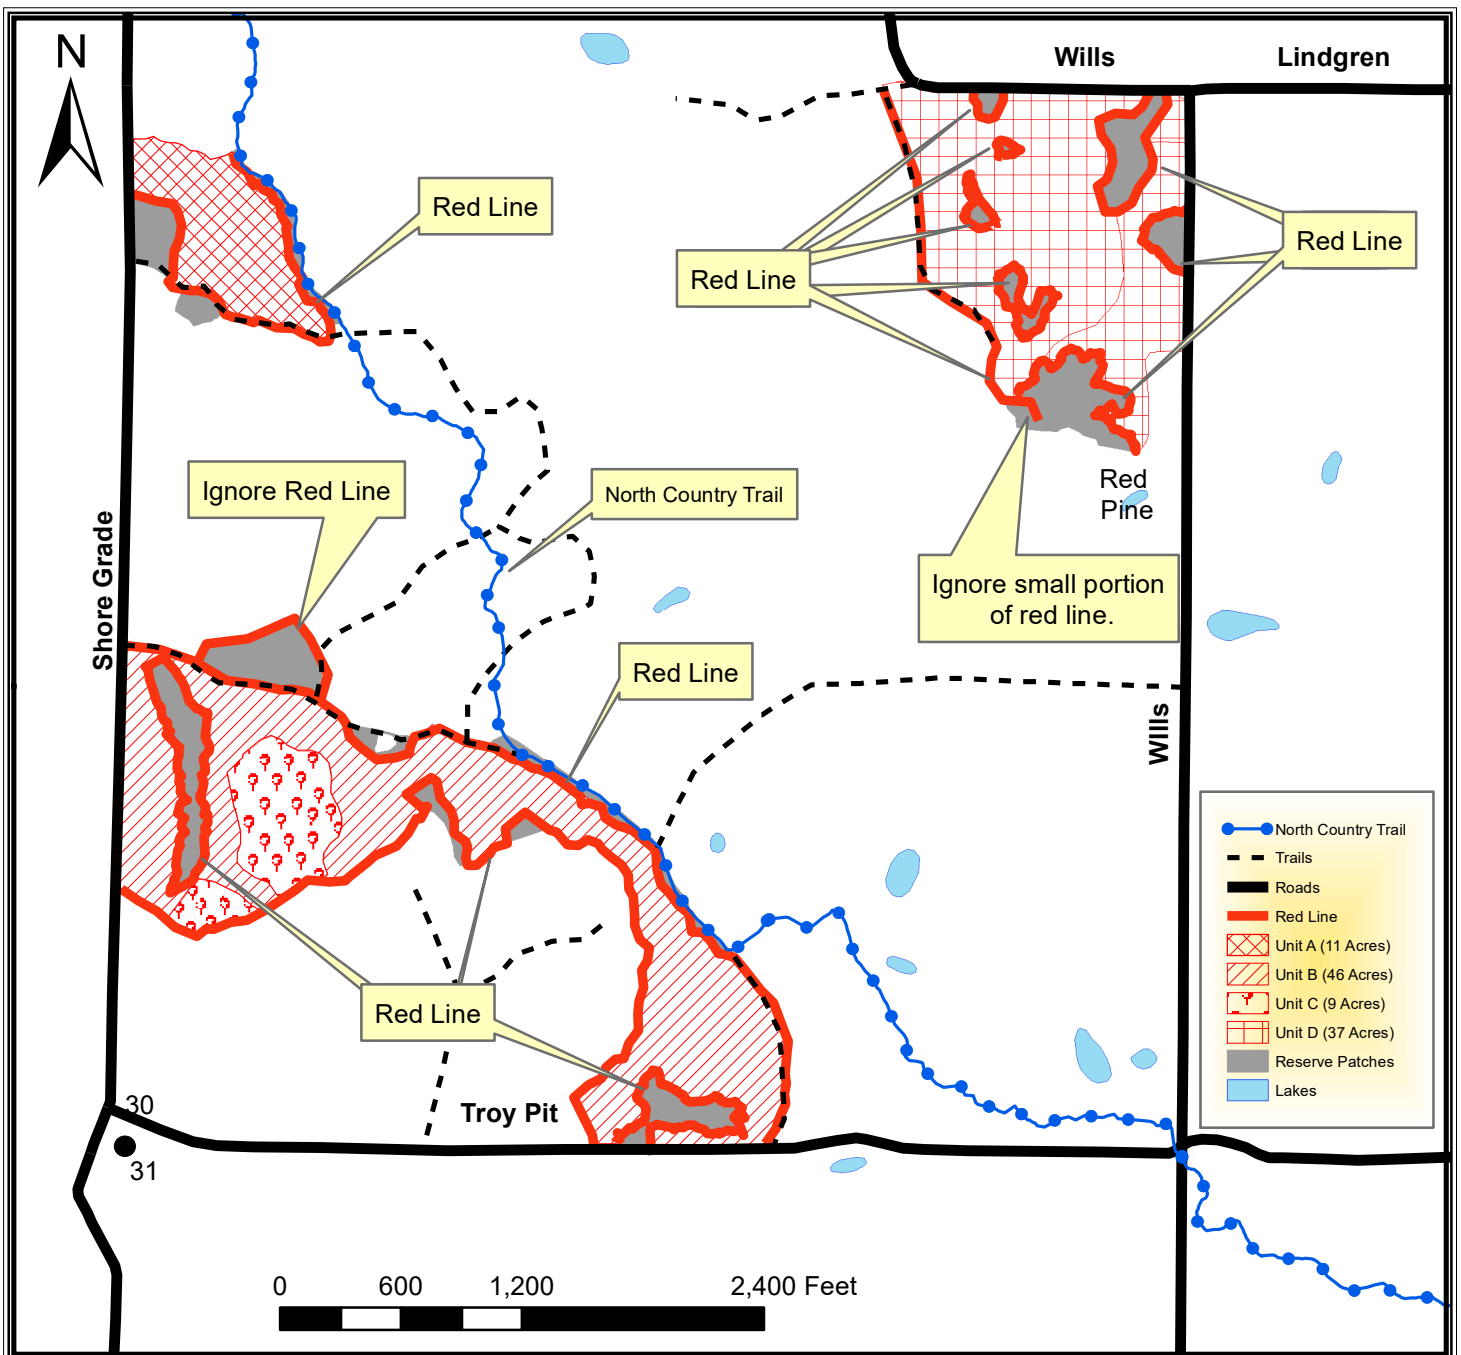 N
Wills
Lindgren
Red Line
Red Line
Red Line
Ignore Red Line
North Country Trail
Red
Pine
Shore Grade
Ignore small portion
of red line.
Red Line
WIlls
North Country Trail
Trails
Roads
Red Line
Unit A (11 Acres)
Unit B (46 Acres)
Unit C (9 Acres)
Unit D (37 Acres)
Reserve Patches
Lakes
Red Line
30
Troy Pit
31
0 600 1,200 2,400 Feet